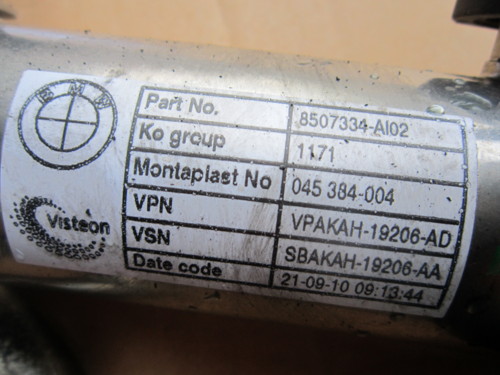 BMW
Visteon
Part No. 8507334-AI02
Ko group 1171
Montaplast No 045 384-004
VPN VPAKAH-19206-AD
VSN SBAKAH-19206-AA
Date code 21-09-10 09:13:44